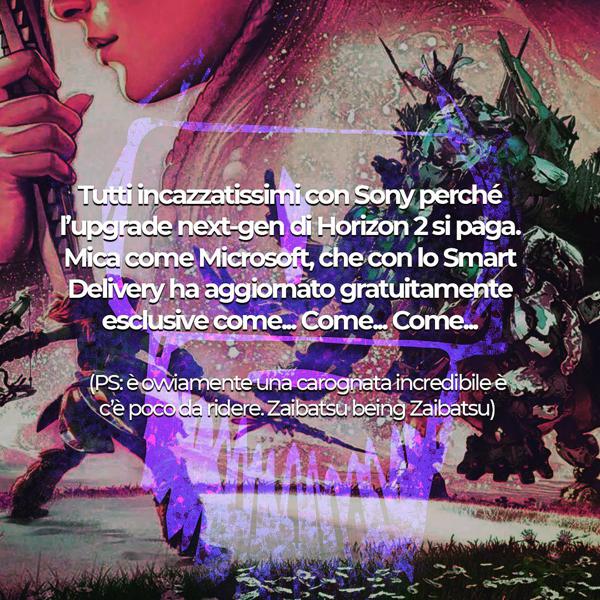 Tutti incazzatissimi con Sony perché
l'upgrade next-gen di Horizon 2 si paga.
Mica come Microsoft, che con lo Smart
Delivery ha aggiornato gratuitamente
esclusive come... Come... Come...
(PS: è ovviamente una carognata incredibile è
c'è poco da ridere. Zaibatsu being Zaibatsu)